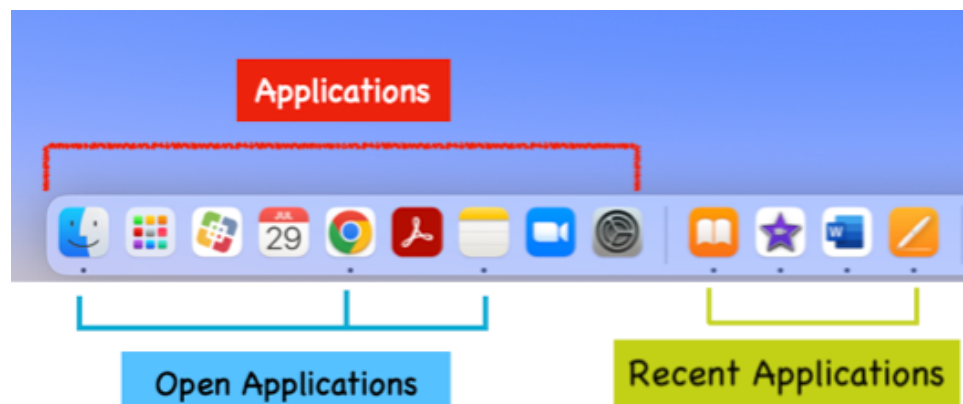 Applications
JUL
29
W
Open Applications
Recent Applications